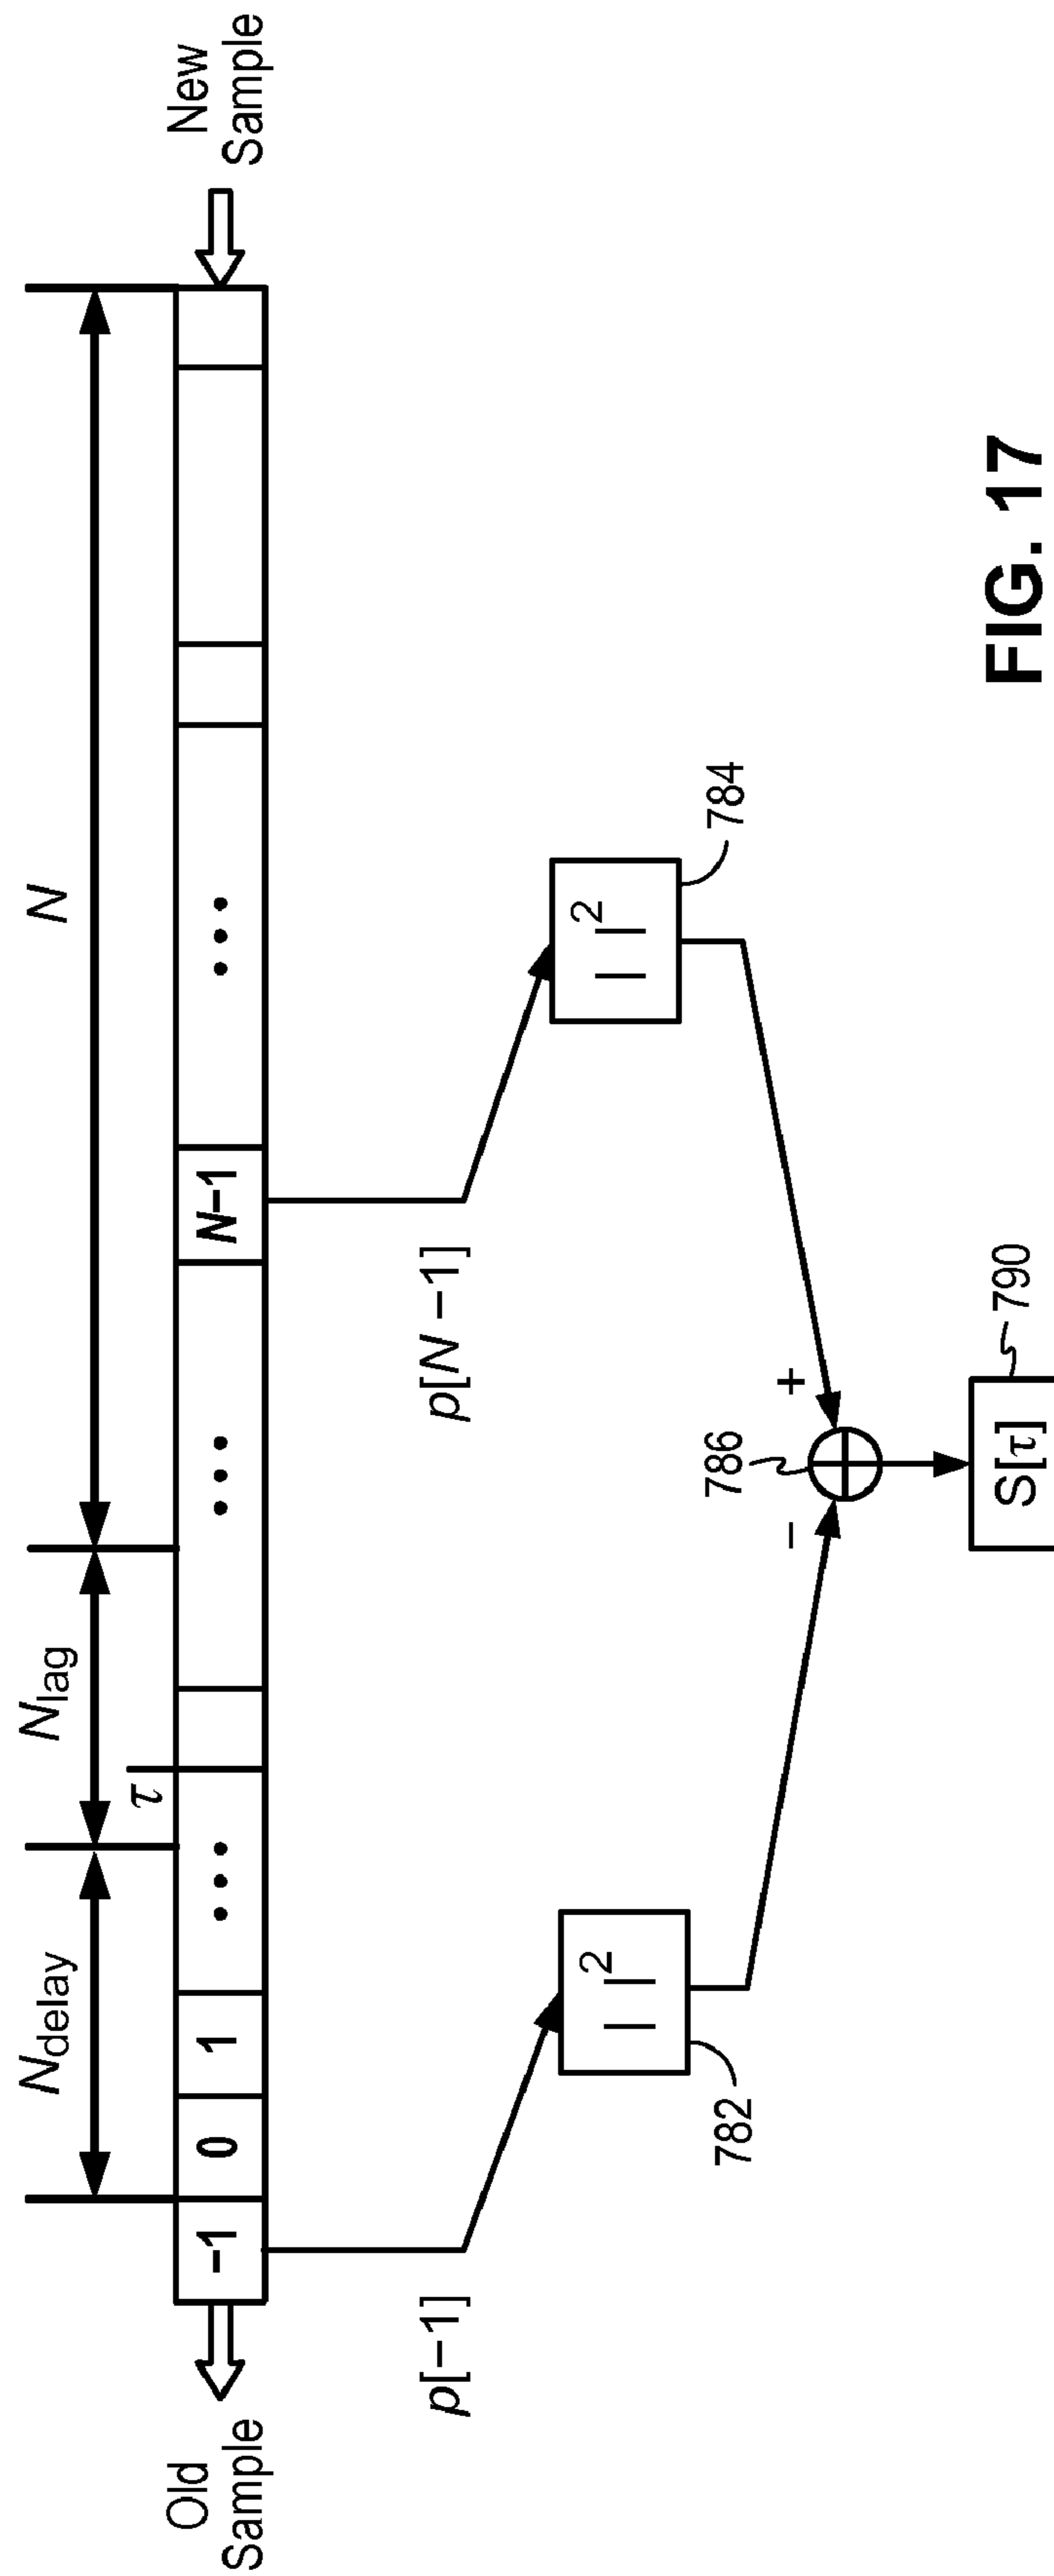 N_delay
N_lag
N
τ
Old
Sample
−1
0
1
•••
•••
N−1
•••
New
Sample
p[−1]
p[N −1]
| |²
782
| |²
784
−
786
+
S[τ]
790
FIG. 17